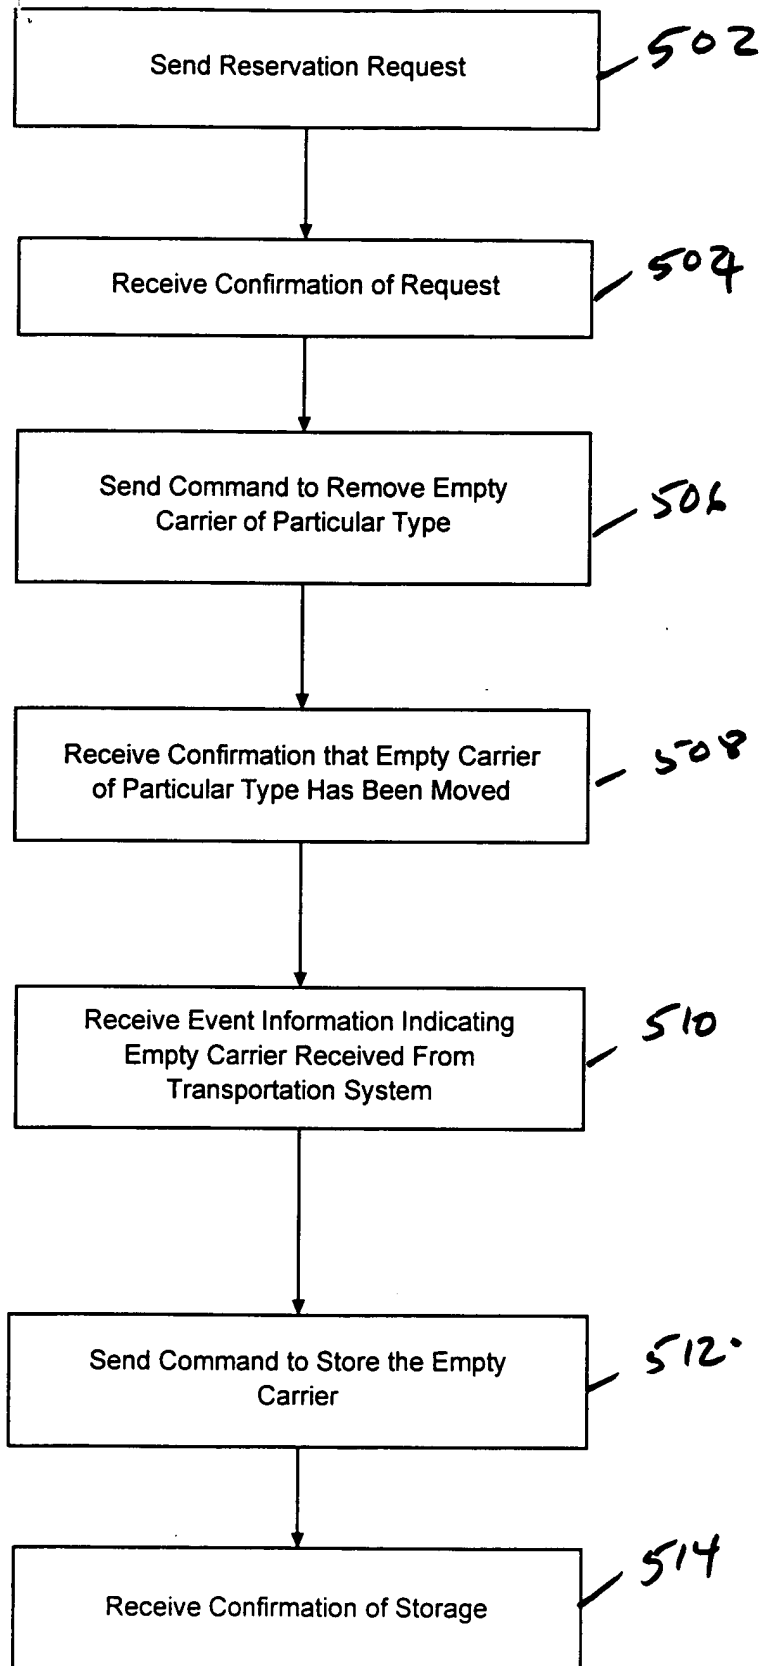 Send Reservation Request
502
Receive Confirmation of Request
504
Send Command to Remove Empty
Carrier of Particular Type
506
Receive Confirmation that Empty Carrier
of Particular Type Has Been Moved
508
Receive Event Information Indicating
Empty Carrier Received From
Transportation System
510
Send Command to Store the Empty
Carrier
512
Receive Confirmation of Storage
514